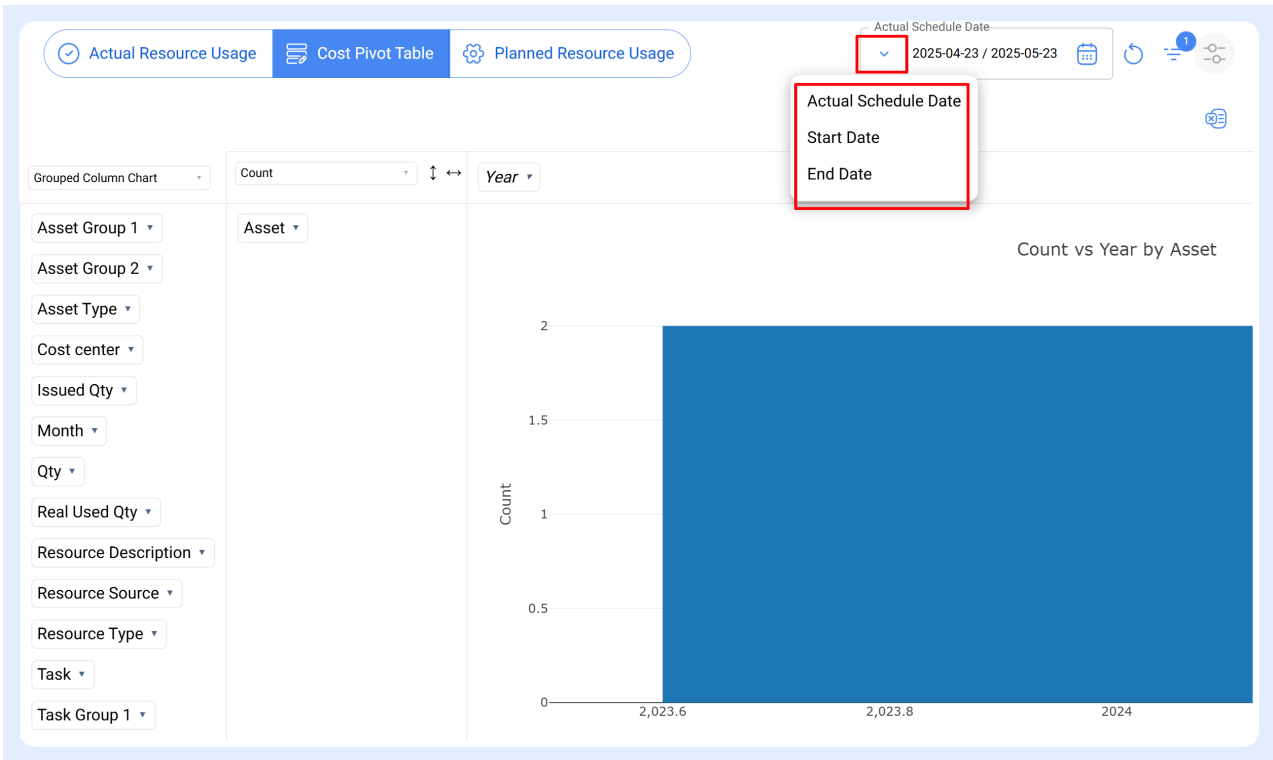 Actual Resource Usage
Cost Pivot Table
Planned Resource Usage
Actual Schedule Date
2025-04-23 / 2025-05-23
1
Actual Schedule Date
Start Date
End Date
Grouped Column Chart
Count
Year
Asset Group 1
Asset Group 2
Asset Type
Cost center
Issued Qty
Month
Qty
Real Used Qty
Resource Description
Resource Source
Resource Type
Task
Task Group 1
Asset
Count vs Year by Asset
2
1.5
1
0.5
0
Count
2,023.6
2,023.8
2024